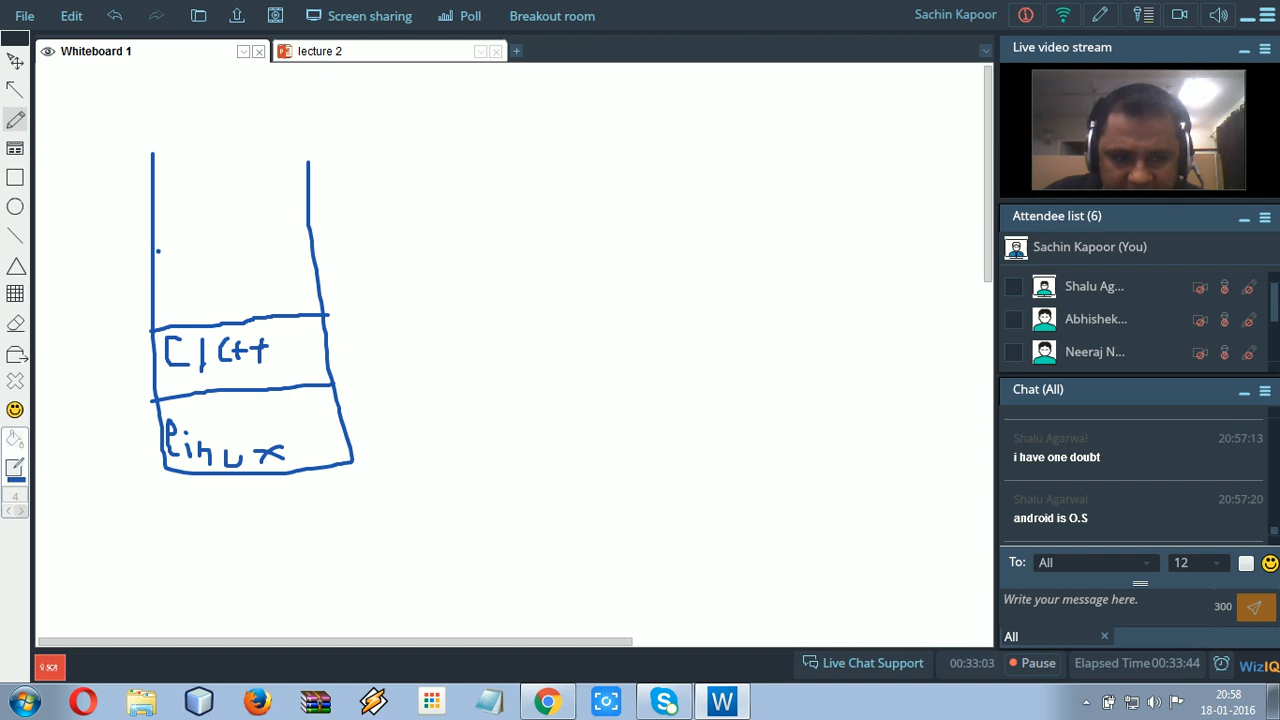 File Edit Screen sharing Poll Breakout room Sachin Kapoor
Whiteboard 1
lecture 2
Live video stream
C | C++
Linux
Attendee list (6)
Sachin Kapoor (You)
Shalu Ag...
Abhishek...
Neeraj N...
Chat (All)
Shalu Agarwal 20:57:13
i have one doubt
Shalu Agarwal 20:57:20
android is O.S
To: All 12
Write your message here.
300
All
4
SCA
Live Chat Support 00:33:03 Pause Elapsed Time 00:33:44 WizIQ
W
20:58
18-01-2016